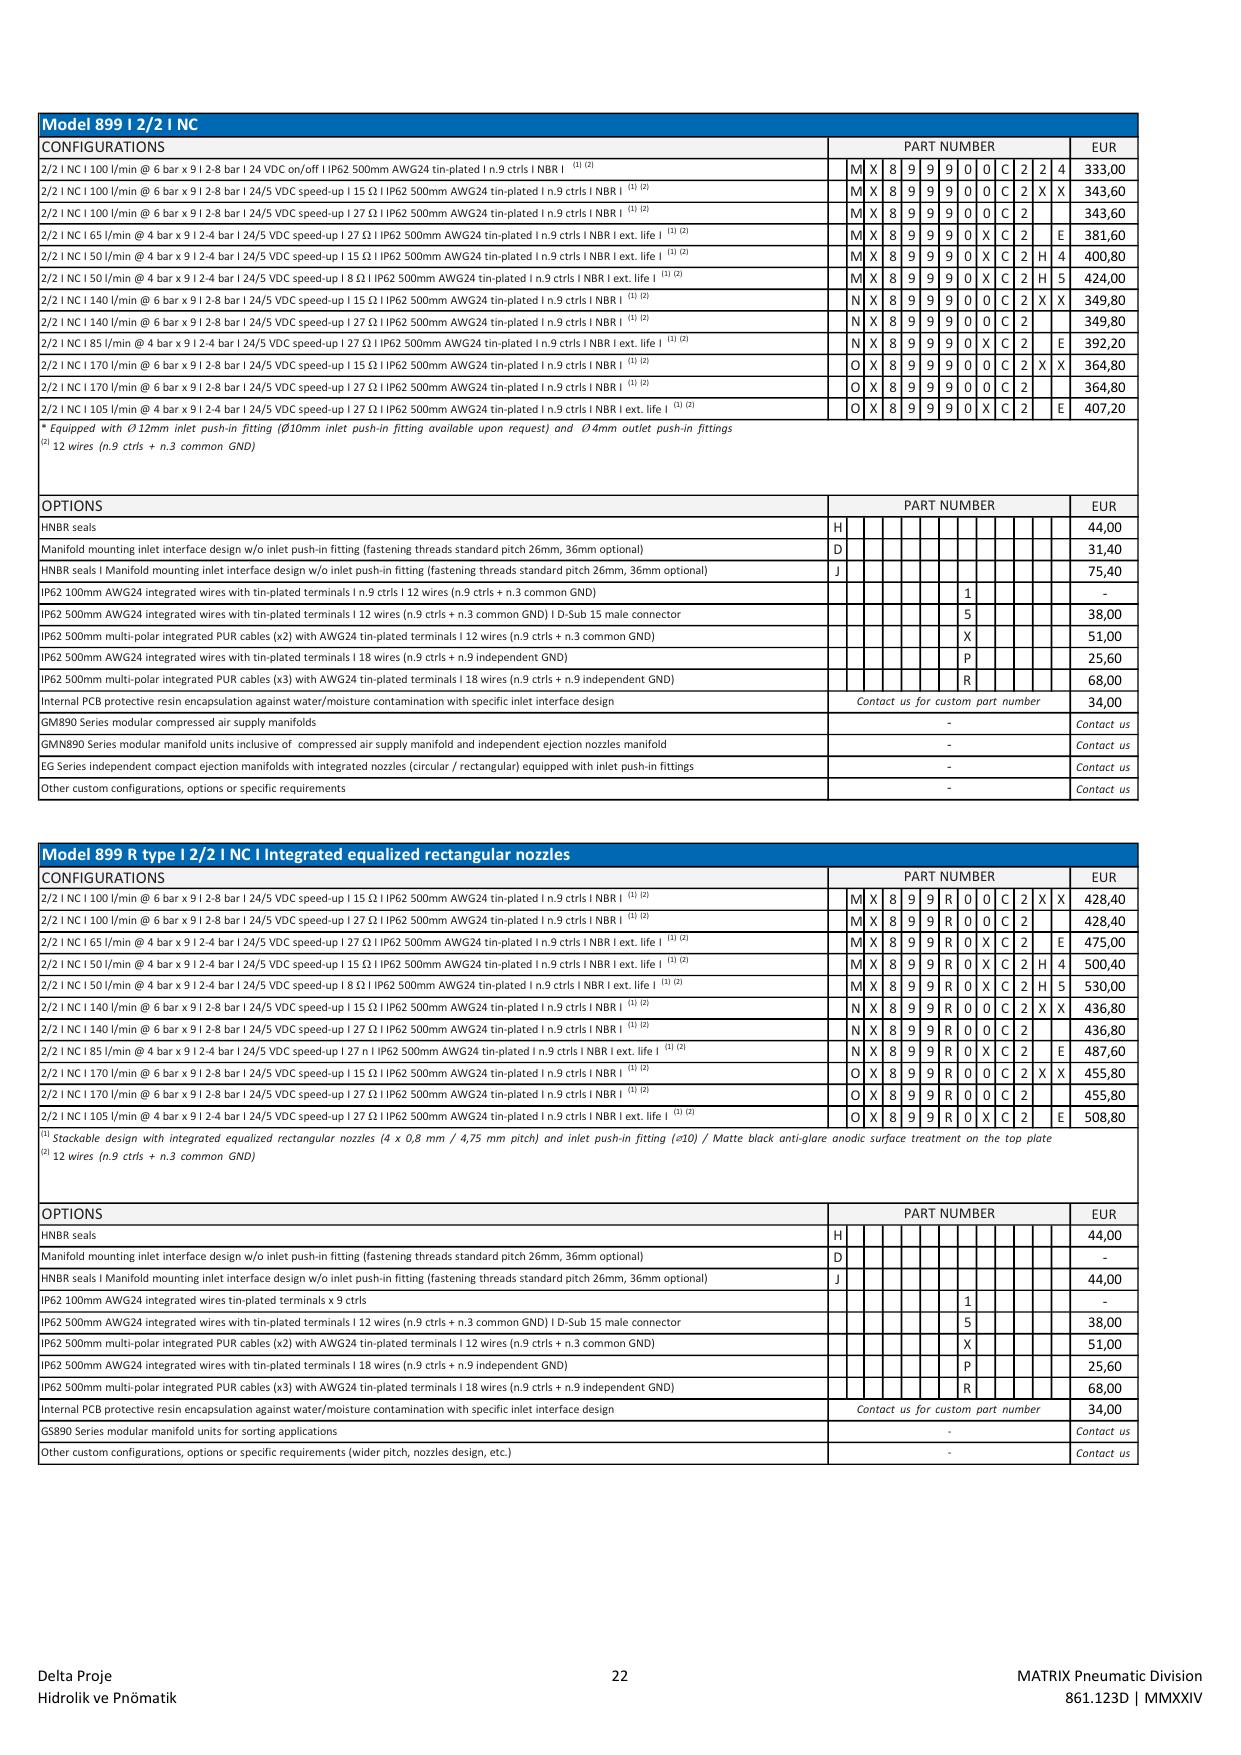 Model 899 I 2/2 I NC
CONFIGURATIONS PART NUMBER EUR
2/2 I NC I 100 l/min @ 6 bar x 9 I 2-8 bar I 24 VDC on/off I IP62 500mm AWG24 tin-plated I n.9 ctrls I NBR I (1) (2) M X 8 9 9 9 0 0 C 2 2 4 333,00
2/2 I NC I 100 l/min @ 6 bar x 9 I 2-8 bar I 24/5 VDC speed-up I 15 Ω I IP62 500mm AWG24 tin-plated I n.9 ctrls I NBR I (1) (2) M X 8 9 9 9 0 0 C 2 X X 343,60
2/2 I NC I 100 l/min @ 6 bar x 9 I 2-8 bar I 24/5 VDC speed-up I 27 Ω I IP62 500mm AWG24 tin-plated I n.9 ctrls I NBR I (1) (2) M X 8 9 9 9 0 0 C 2 343,60
2/2 I NC I 65 l/min @ 4 bar x 9 I 2-4 bar I 24/5 VDC speed-up I 27 Ω I IP62 500mm AWG24 tin-plated I n.9 ctrls I NBR I ext. life I (1) (2) M X 8 9 9 9 0 X C 2 E 381,60
2/2 I NC I 50 l/min @ 4 bar x 9 I 2-4 bar I 24/5 VDC speed-up I 15 Ω I IP62 500mm AWG24 tin-plated I n.9 ctrls I NBR I ext. life I (1) (2) M X 8 9 9 9 0 X C 2 H 4 400,80
2/2 I NC I 50 l/min @ 4 bar x 9 I 2-4 bar I 24/5 VDC speed-up I 8 Ω I IP62 500mm AWG24 tin-plated I n.9 ctrls I NBR I ext. life I (1) (2) M X 8 9 9 9 0 X C 2 H 5 424,00
2/2 I NC I 140 l/min @ 6 bar x 9 I 2-8 bar I 24/5 VDC speed-up I 15 Ω I IP62 500mm AWG24 tin-plated I n.9 ctrls I NBR I (1) (2) N X 8 9 9 9 0 0 C 2 X X 349,80
2/2 I NC I 140 l/min @ 6 bar x 9 I 2-8 bar I 24/5 VDC speed-up I 27 Ω I IP62 500mm AWG24 tin-plated I n.9 ctrls I NBR I (1) (2) N X 8 9 9 9 0 0 C 2 349,80
2/2 I NC I 85 l/min @ 4 bar x 9 I 2-4 bar I 24/5 VDC speed-up I 27 Ω I IP62 500mm AWG24 tin-plated I n.9 ctrls I NBR I ext. life I (1) (2) N X 8 9 9 9 0 X C 2 E 392,20
2/2 I NC I 170 l/min @ 6 bar x 9 I 2-8 bar I 24/5 VDC speed-up I 15 Ω I IP62 500mm AWG24 tin-plated I n.9 ctrls I NBR I (1) (2) O X 8 9 9 9 0 0 C 2 X X 364,80
2/2 I NC I 170 l/min @ 6 bar x 9 I 2-8 bar I 24/5 VDC speed-up I 27 Ω I IP62 500mm AWG24 tin-plated I n.9 ctrls I NBR I (1) (2) O X 8 9 9 9 0 0 C 2 364,80
2/2 I NC I 105 l/min @ 4 bar x 9 I 2-4 bar I 24/5 VDC speed-up I 27 Ω I IP62 500mm AWG24 tin-plated I n.9 ctrls I NBR I ext. life I (1) (2) O X 8 9 9 9 0 X C 2 E 407,20
* Equipped with Ø 12mm inlet push-in fitting (Ø10mm inlet push-in fitting available upon request) and Ø 4mm outlet push-in fittings
(2) 12 wires (n.9 ctrls + n.3 common GND)
OPTIONS PART NUMBER EUR
HNBR seals H 44,00
Manifold mounting inlet interface design w/o inlet push-in fitting (fastening threads standard pitch 26mm, 36mm optional) D 31,40
HNBR seals I Manifold mounting inlet interface design w/o inlet push-in fitting (fastening threads standard pitch 26mm, 36mm optional) J 75,40
IP62 100mm AWG24 integrated wires with tin-plated terminals I n.9 ctrls I 12 wires (n.9 ctrls + n.3 common GND) 1 -
IP62 500mm AWG24 integrated wires with tin-plated terminals I 12 wires (n.9 ctrls + n.3 common GND) I D-Sub 15 male connector 5 38,00
IP62 500mm multi-polar integrated PUR cables (x2) with AWG24 tin-plated terminals I 12 wires (n.9 ctrls + n.3 common GND) X 51,00
IP62 500mm AWG24 integrated wires with tin-plated terminals I 18 wires (n.9 ctrls + n.9 independent GND) P 25,60
IP62 500mm multi-polar integrated PUR cables (x3) with AWG24 tin-plated terminals I 18 wires (n.9 ctrls + n.9 independent GND) R 68,00
Internal PCB protective resin encapsulation against water/moisture contamination with specific inlet interface design Contact us for custom part number 34,00
GM890 Series modular compressed air supply manifolds - Contact us
GMN890 Series modular manifold units inclusive of compressed air supply manifold and independent ejection nozzles manifold - Contact us
EG Series independent compact ejection manifolds with integrated nozzles (circular / rectangular) equipped with inlet push-in fittings - Contact us
Other custom configurations, options or specific requirements - Contact us
Model 899 R type I 2/2 I NC I Integrated equalized rectangular nozzles
CONFIGURATIONS PART NUMBER EUR
2/2 I NC I 100 l/min @ 6 bar x 9 I 2-8 bar I 24/5 VDC speed-up I 15 Ω I IP62 500mm AWG24 tin-plated I n.9 ctrls I NBR I (1) (2) M X 8 9 9 R 0 0 C 2 X X 428,40
2/2 I NC I 100 l/min @ 6 bar x 9 I 2-8 bar I 24/5 VDC speed-up I 27 Ω I IP62 500mm AWG24 tin-plated I n.9 ctrls I NBR I (1) (2) M X 8 9 9 R 0 0 C 2 428,40
2/2 I NC I 65 l/min @ 4 bar x 9 I 2-4 bar I 24/5 VDC speed-up I 27 Ω I IP62 500mm AWG24 tin-plated I n.9 ctrls I NBR I ext. life I (1) (2) M X 8 9 9 R 0 X C 2 E 475,00
2/2 I NC I 50 l/min @ 4 bar x 9 I 2-4 bar I 24/5 VDC speed-up I 15 Ω I IP62 500mm AWG24 tin-plated I n.9 ctrls I NBR I ext. life I (1) (2) M X 8 9 9 R 0 X C 2 H 4 500,40
2/2 I NC I 50 l/min @ 4 bar x 9 I 2-4 bar I 24/5 VDC speed-up I 8 Ω I IP62 500mm AWG24 tin-plated I n.9 ctrls I NBR I ext. life I (1) (2) M X 8 9 9 R 0 X C 2 H 5 530,00
2/2 I NC I 140 l/min @ 6 bar x 9 I 2-8 bar I 24/5 VDC speed-up I 15 Ω I IP62 500mm AWG24 tin-plated I n.9 ctrls I NBR I (1) (2) N X 8 9 9 R 0 0 C 2 X X 436,80
2/2 I NC I 140 l/min @ 6 bar x 9 I 2-8 bar I 24/5 VDC speed-up I 27 Ω I IP62 500mm AWG24 tin-plated I n.9 ctrls I NBR I (1) (2) N X 8 9 9 R 0 0 C 2 436,80
2/2 I NC I 85 l/min @ 4 bar x 9 I 2-4 bar I 24/5 VDC speed-up I 27 n I IP62 500mm AWG24 tin-plated I n.9 ctrls I NBR I ext. life I (1) (2) N X 8 9 9 R 0 X C 2 E 487,60
2/2 I NC I 170 l/min @ 6 bar x 9 I 2-8 bar I 24/5 VDC speed-up I 15 Ω I IP62 500mm AWG24 tin-plated I n.9 ctrls I NBR I (1) (2) O X 8 9 9 R 0 0 C 2 X X 455,80
2/2 I NC I 170 l/min @ 6 bar x 9 I 2-8 bar I 24/5 VDC speed-up I 27 Ω I IP62 500mm AWG24 tin-plated I n.9 ctrls I NBR I (1) (2) O X 8 9 9 R 0 0 C 2 455,80
2/2 I NC I 105 l/min @ 4 bar x 9 I 2-4 bar I 24/5 VDC speed-up I 27 Ω I IP62 500mm AWG24 tin-plated I n.9 ctrls I NBR I ext. life I (1) (2) O X 8 9 9 R 0 X C 2 E 508,80
(1) Stackable design with integrated equalized rectangular nozzles (4 x 0,8 mm / 4,75 mm pitch) and inlet push-in fitting (⌀10) / Matte black anti-glare anodic surface treatment on the top plate
(2) 12 wires (n.9 ctrls + n.3 common GND)
OPTIONS PART NUMBER EUR
HNBR seals H 44,00
Manifold mounting inlet interface design w/o inlet push-in fitting (fastening threads standard pitch 26mm, 36mm optional) D -
HNBR seals I Manifold mounting inlet interface design w/o inlet push-in fitting (fastening threads standard pitch 26mm, 36mm optional) J 44,00
IP62 100mm AWG24 integrated wires tin-plated terminals x 9 ctrls 1 -
IP62 500mm AWG24 integrated wires with tin-plated terminals I 12 wires (n.9 ctrls + n.3 common GND) I D-Sub 15 male connector 5 38,00
IP62 500mm multi-polar integrated PUR cables (x2) with AWG24 tin-plated terminals I 12 wires (n.9 ctrls + n.3 common GND) X 51,00
IP62 500mm AWG24 integrated wires with tin-plated terminals I 18 wires (n.9 ctrls + n.9 independent GND) P 25,60
IP62 500mm multi-polar integrated PUR cables (x3) with AWG24 tin-plated terminals I 18 wires (n.9 ctrls + n.9 independent GND) R 68,00
Internal PCB protective resin encapsulation against water/moisture contamination with specific inlet interface design Contact us for custom part number 34,00
GS890 Series modular manifold units for sorting applications - Contact us
Other custom configurations, options or specific requirements (wider pitch, nozzles design, etc.) - Contact us
Delta Proje 22 MATRIX Pneumatic Division
Hidrolik ve Pnömatik 861.123D | MMXXIV